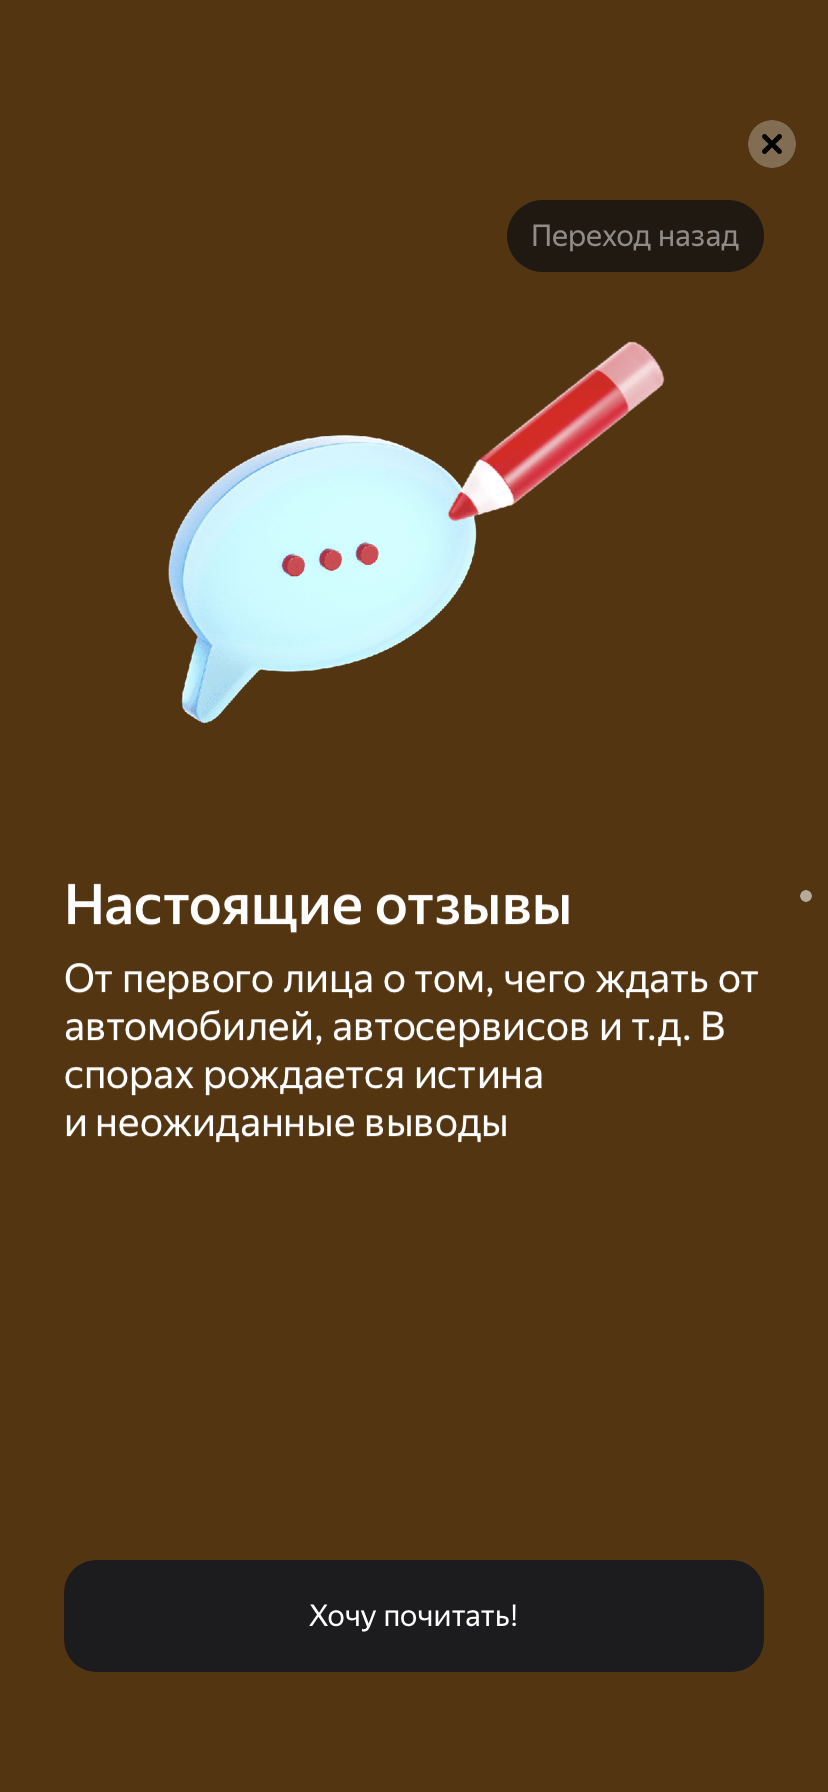 Переход назад
Настоящие отзывы
От первого лица о том, чего ждать от
автомобилей, автосервисов и т.д. В
спорах рождается истина
и неожиданные выводы
Хочу почитать!